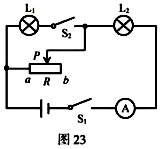 L₁ S₂ L₂
P
a R b
S₁ A
图 23